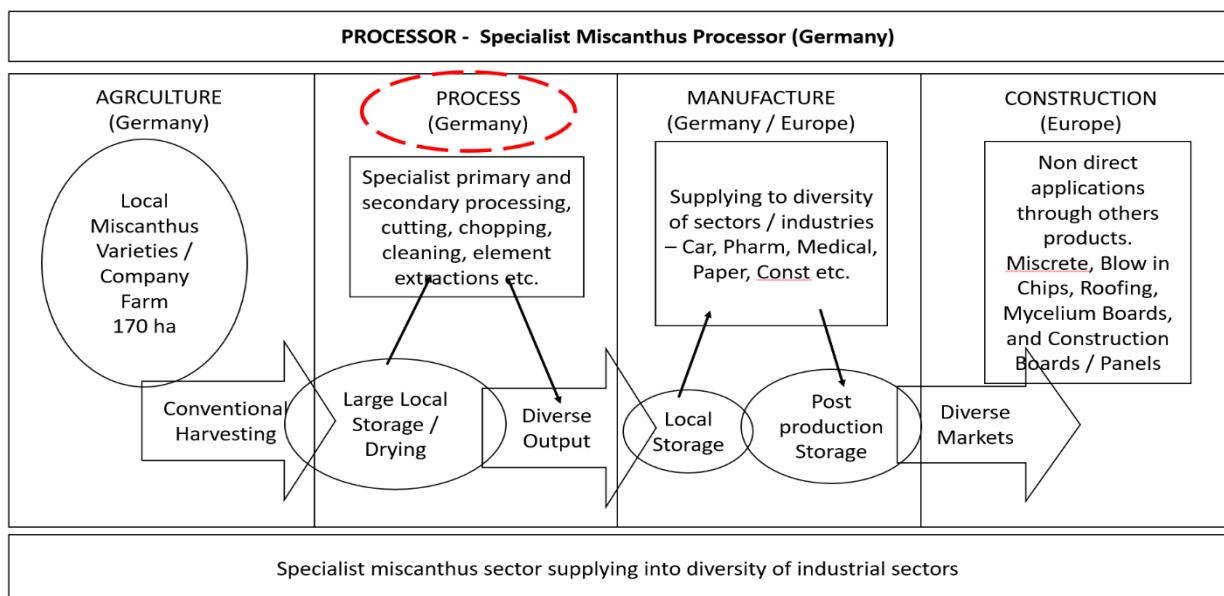 PROCESSOR -  Specialist Miscanthus Processor (Germany)
AGRCULTURE
(Germany)
Local
Miscanthus
Varieties /
Company
Farm
170 ha
Conventional
Harvesting
PROCESS
(Germany)
Specialist primary and
secondary processing,
cutting, chopping,
cleaning, element
extractions etc.
Large Local
Storage /
Drying
Diverse
Output
MANUFACTURE
(Germany / Europe)
Supplying to diversity
of sectors / industries
– Car, Pharm, Medical,
Paper, Const etc.
Local
Storage
Post
production
Storage
CONSTRUCTION
(Europe)
Non direct
applications
through others
products.
Miscrete, Blow in
Chips, Roofing,
Mycelium Boards,
and Construction
Boards / Panels
Diverse
Markets
Specialist miscanthus sector supplying into diversity of industrial sectors